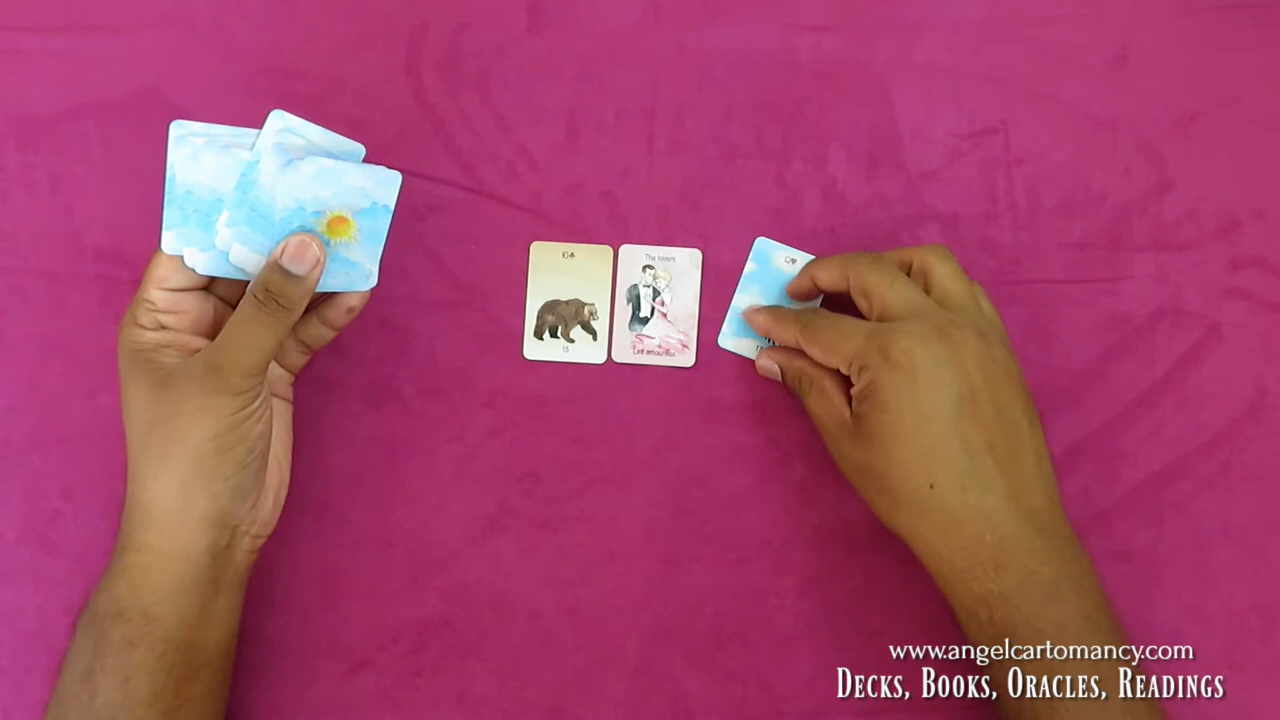 10♣
15
The lovers
Les amoureux
Q♥
www.angelcartomancy.com
Decks, Books, Oracles, Readings